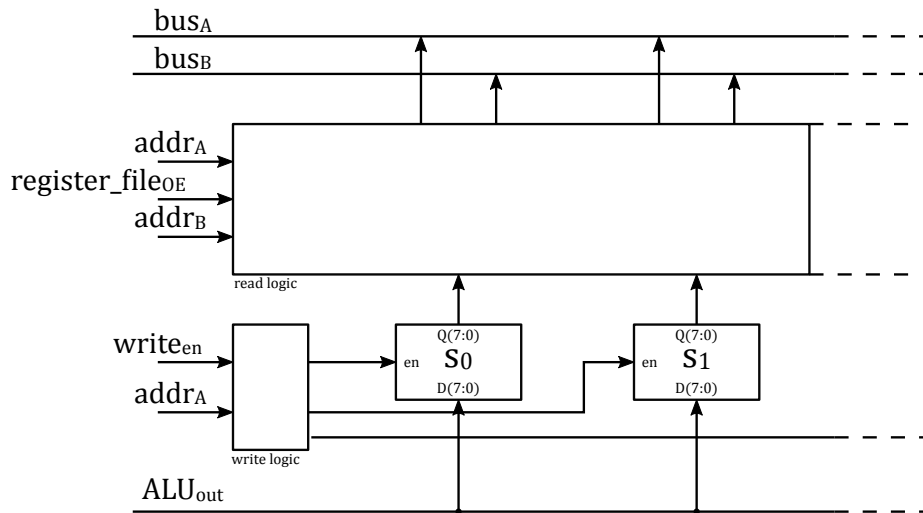 busA
busB
addrA
register_fileOE
addrB
read logic
writeen
addrA
write logic
Q(7:0)
en
S0
D(7:0)
Q(7:0)
en
S1
D(7:0)
ALUout